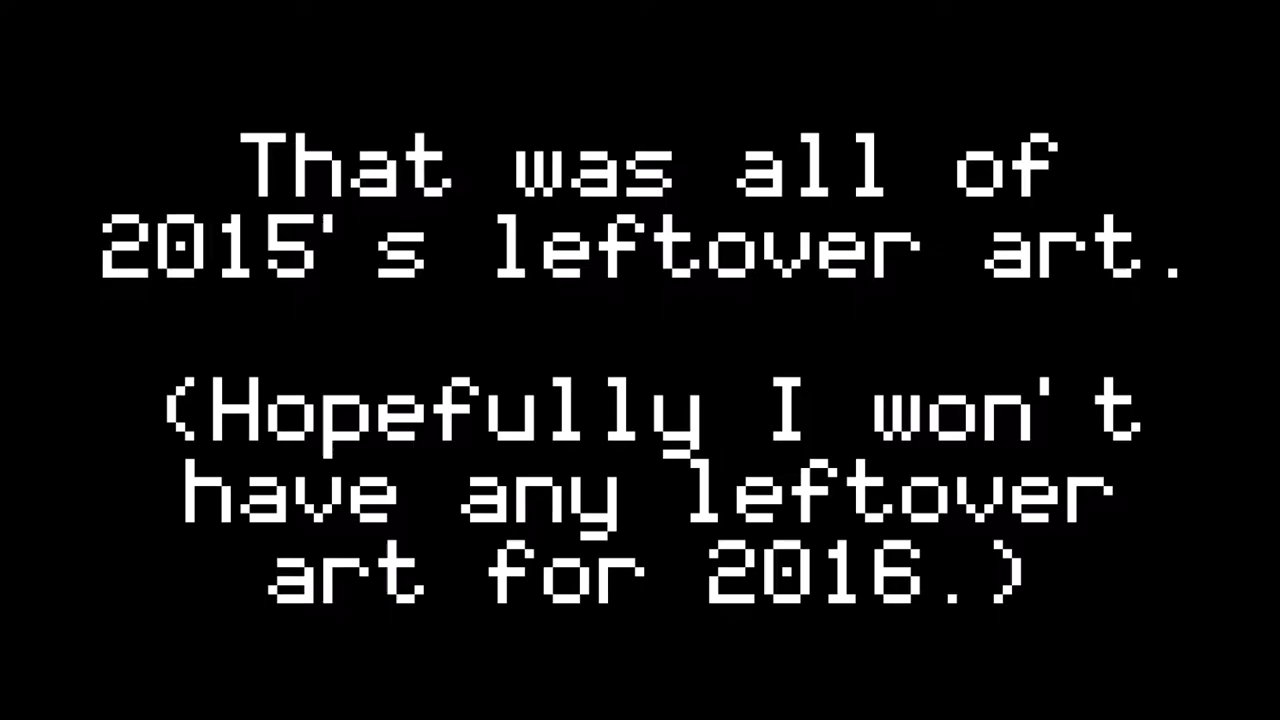 That was all of
2015's leftover art.
(Hopefully I won't
have any leftover
art for 2016.)